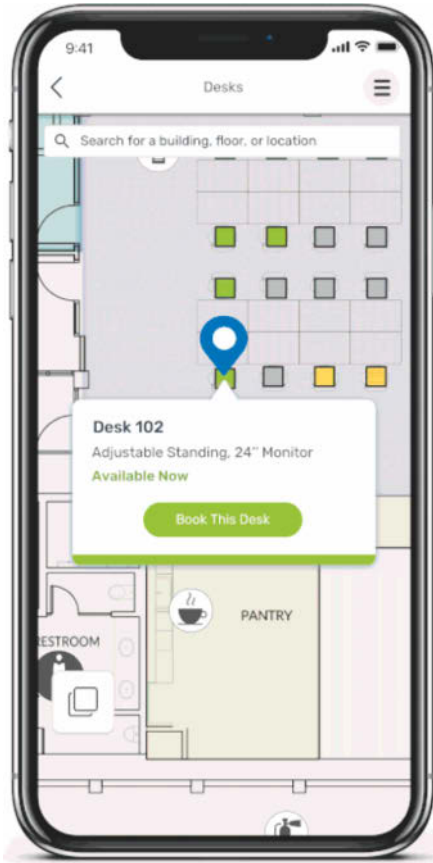 9:41
Desks
Search for a building, floor, or location
Desk 102
Adjustable Standing, 24" Monitor
Available Now
Book This Desk
PANTRY
RESTROOM